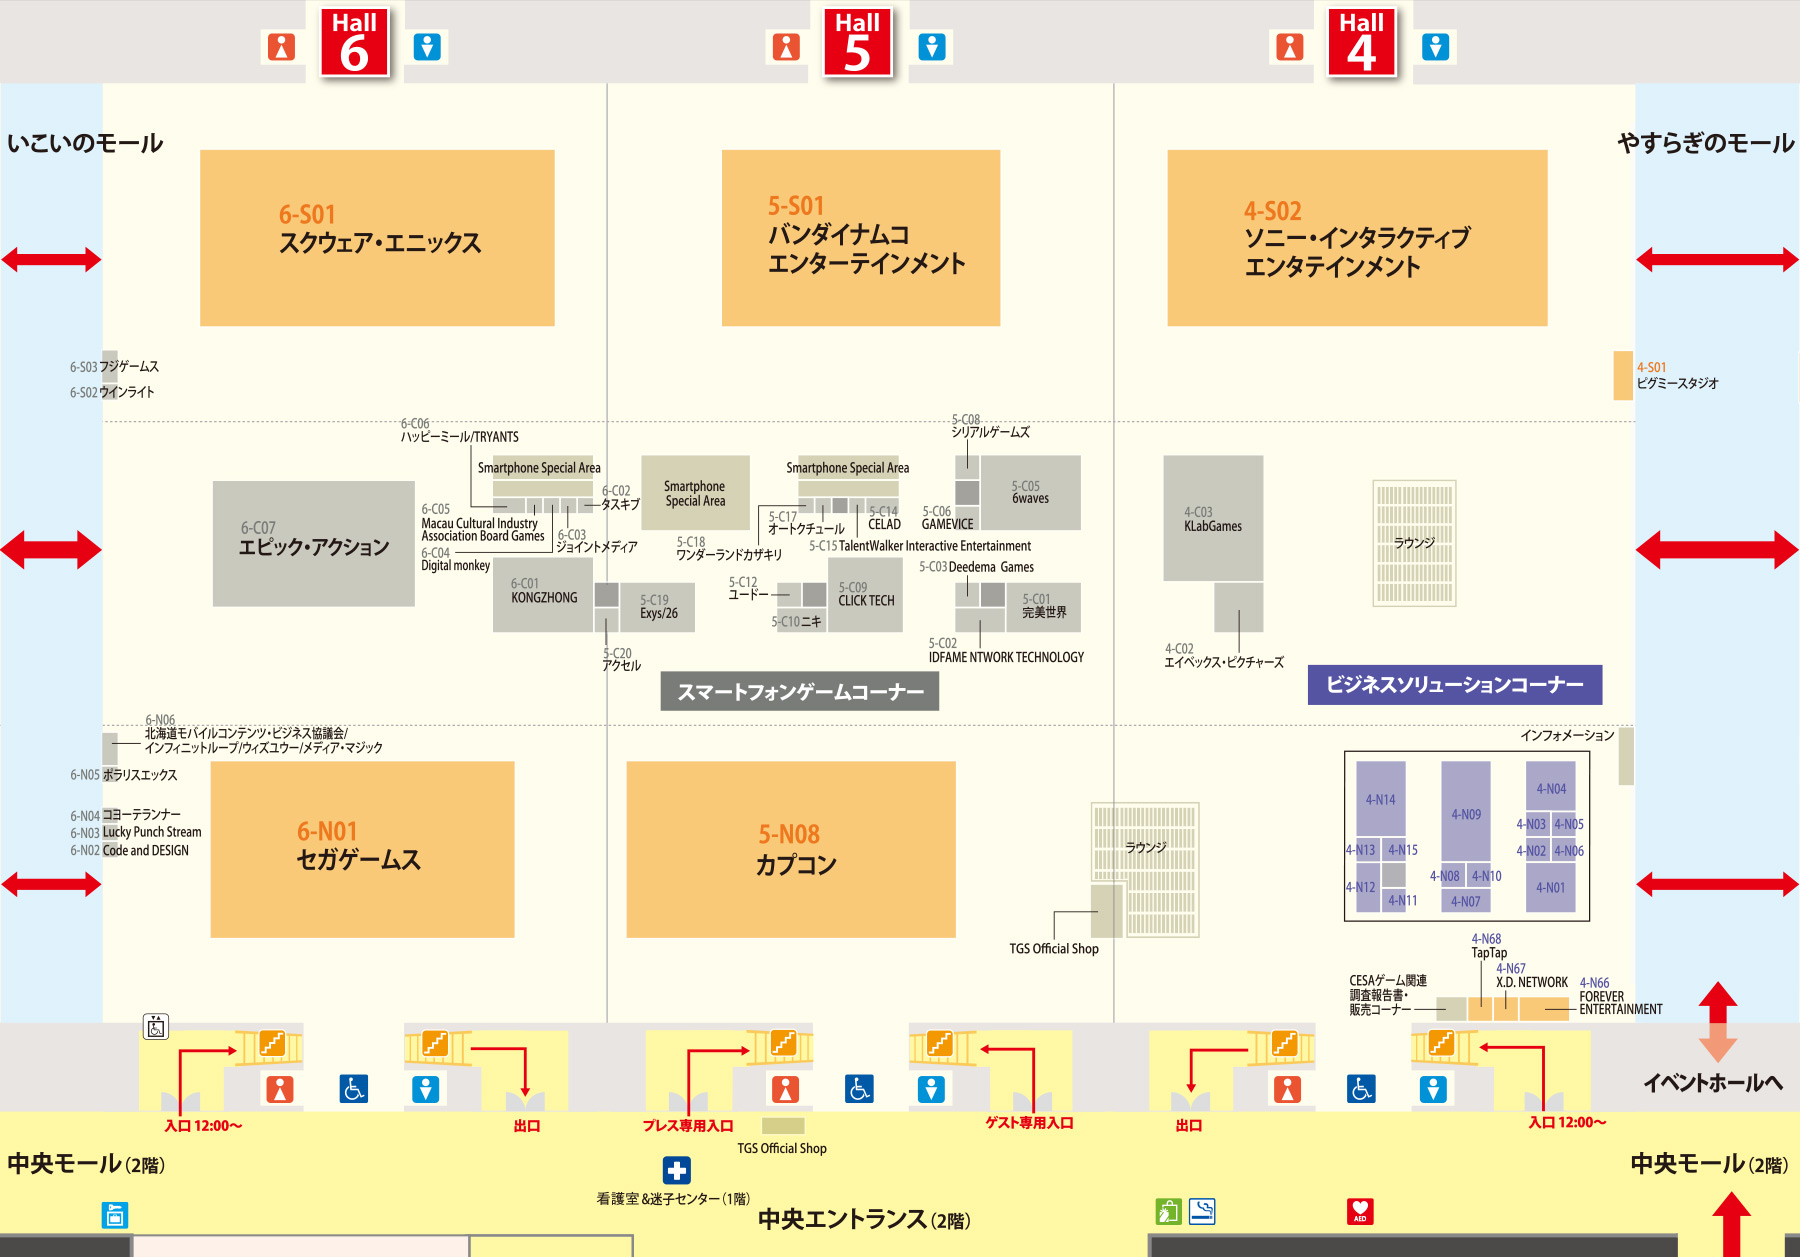 Hall
6
Hall
5
Hall
4
いこいのモール
やすらぎのモール
6-S01
スクウェア・エニックス
5-S01
バンダイナムコ
エンターテインメント
4-S02
ソニー・インタラクティブ
エンタテインメント
6-S03 フジゲームス
6-S02 ウインライト
4-S01
ピグミースタジオ
6-C06
ハッピーミール/TRYANTS
Smartphone Special Area
6-C02
タスキブ
6-C05
Macau Cultural Industry
Association Board Games
6-C03
ジョイントメディア
6-C04
Digital monkey
6-C07
エピック・アクション
6-C01
KONGZHONG
Smartphone
Special Area
Smartphone Special Area
5-C17
オートクチュール
5-C14
CELAD
5-C18
ワンダーランドカザキリ
5-C15 TalentWalker Interactive Entertainment
5-C08
シリアルゲームズ
5-C05
6waves
5-C06
GAMEVICE
5-C19
Exys/26
5-C20
アクセル
5-C12
ユードー
5-C09
CLICK TECH
5-C10 ニキ
5-C03 Deedema Games
5-C01
完美世界
5-C02
IDFAME NTWORK TECHNOLOGY
4-C03
KLabGames
4-C02
エイベックス・ピクチャーズ
ラウンジ
スマートフォンゲームコーナー
ビジネスソリューションコーナー
6-N06
北海道モバイルコンテンツ・ビジネス協議会/
インフィニットループ/ウィズユウー/メディア・マジック
6-N05 ポラリスエックス
6-N04 コヨーテランナー
6-N03 Lucky Punch Stream
6-N02 Code and DESIGN
6-N01
セガゲームス
5-N08
カプコン
ラウンジ
TGS Official Shop
インフォメーション
4-N14
4-N09
4-N04
4-N03
4-N05
4-N13
4-N15
4-N02
4-N06
4-N12
4-N08
4-N10
4-N01
4-N11
4-N07
4-N68
TapTap
4-N67
X.D. NETWORK
4-N66
FOREVER
ENTERTAINMENT
CESAゲーム関連
調査報告書・
販売コーナー
イベントホールへ
入口 12:00～
出口
プレス専用入口
ゲスト専用入口
出口
入口 12:00～
TGS Official Shop
中央モール(2階)
看護室&迷子センター(1階)
中央エントランス(2階)
中央モール(2階)
AED